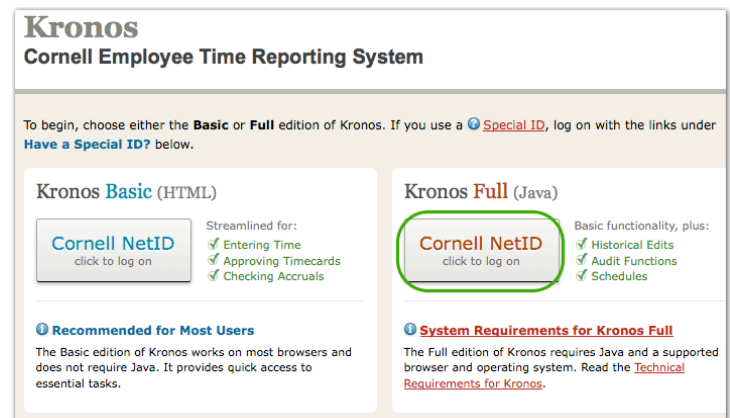 Kronos
Cornell Employee Time Reporting System
To begin, choose either the Basic or Full edition of Kronos. If you use a Special ID, log on with the links under
Have a Special ID? below.
Kronos Basic (HTML)
Cornell NetID
click to log on
Streamlined for:
Entering Time
Approving Timecards
Checking Accruals
Recommended for Most Users
The Basic edition of Kronos works on most browsers and
does not require Java. It provides quick access to
essential tasks.
Kronos Full (Java)
Cornell NetID
click to log on
Basic functionality, plus:
Historical Edits
Audit Functions
Schedules
System Requirements for Kronos Full
The Full edition of Kronos requires Java and a supported
browser and operating system. Read the Technical
Requirements for Kronos.